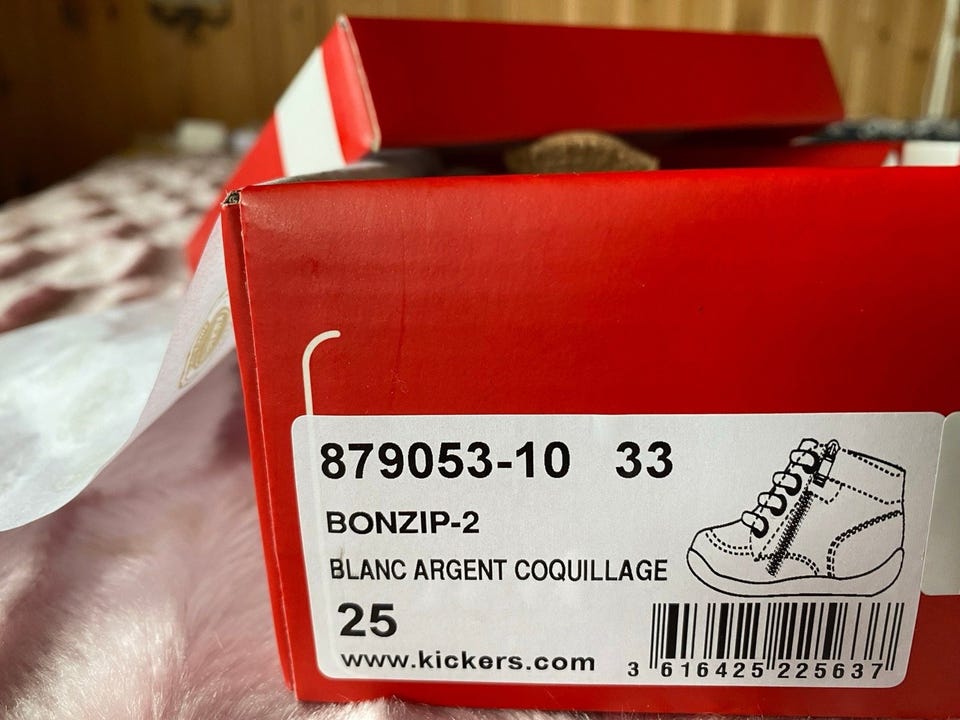 879053-10 33
BONZIP-2
BLANC ARGENT COQUILLAGE
25
www.kickers.com
3 616425 225637